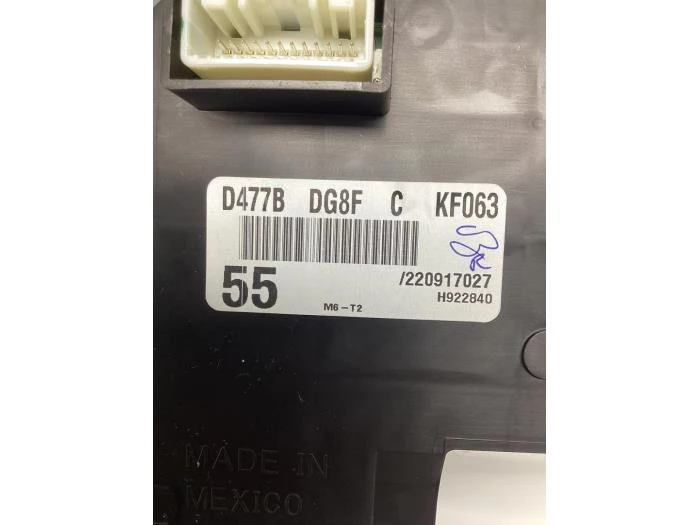 D477B DG8F C KF063
55
/220917027
H922840
M6-T2
MADE IN
MEXICO